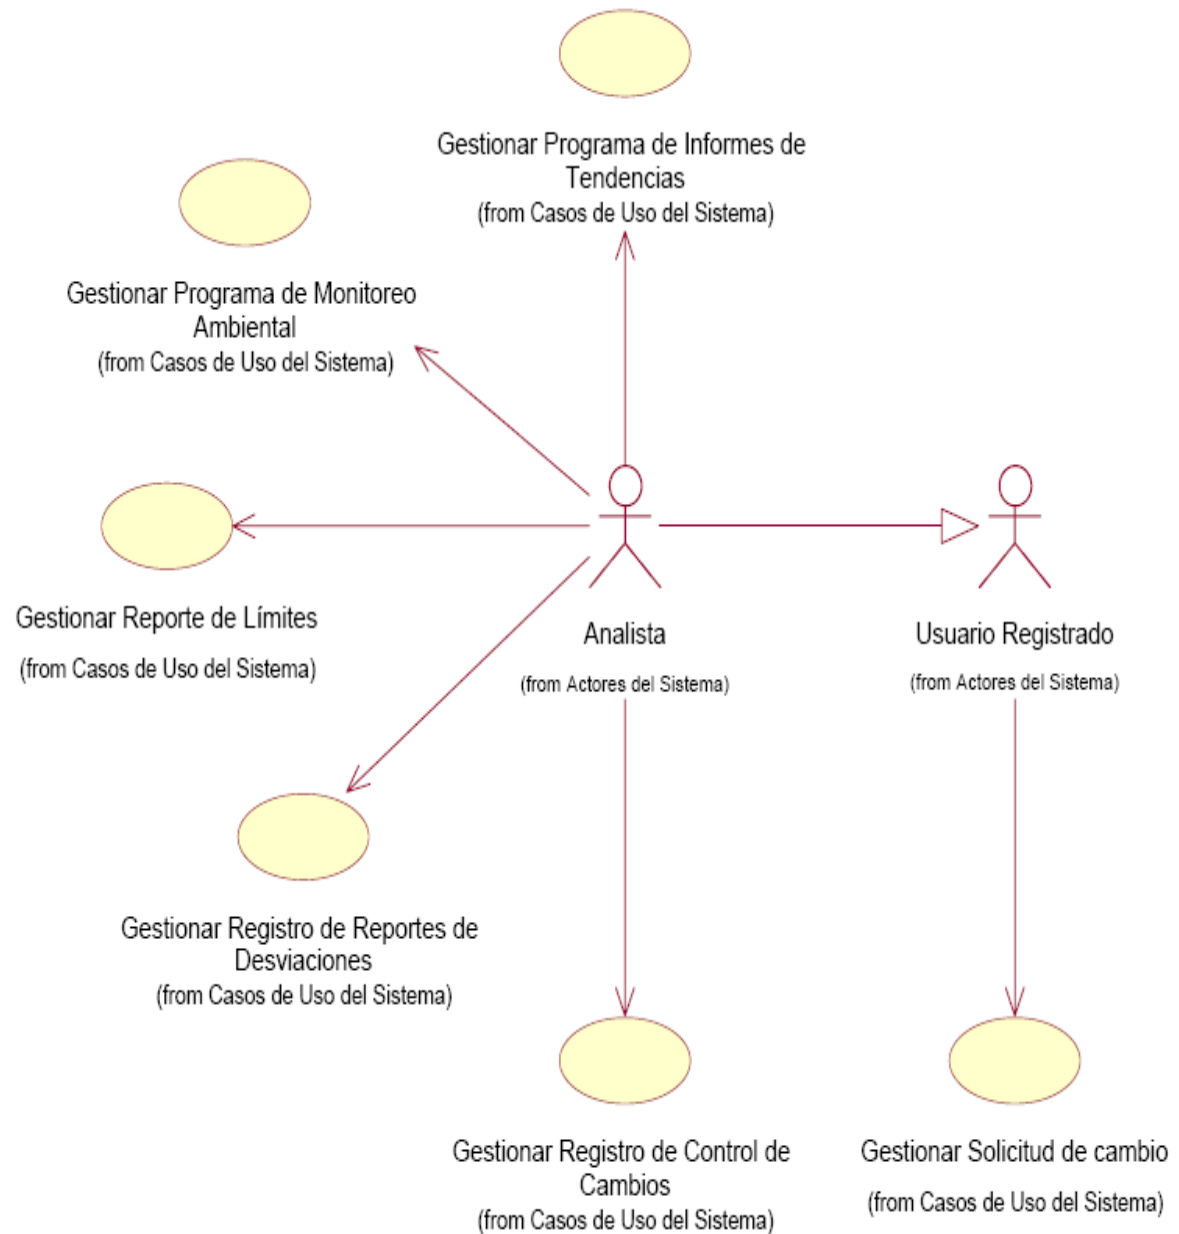 Gestionar Programa de Informes de
Tendencias
(from Casos de Uso del Sistema)
Gestionar Programa de Monitoreo
Ambiental
(from Casos de Uso del Sistema)
Gestionar Reporte de Límites
(from Casos de Uso del Sistema)
Analista
(from Actores del Sistema)
Usuario Registrado
(from Actores del Sistema)
Gestionar Registro de Reportes de
Desviaciones
(from Casos de Uso del Sistema)
Gestionar Registro de Control de
Cambios
(from Casos de Uso del Sistema)
Gestionar Solicitud de cambio
(from Casos de Uso del Sistema)